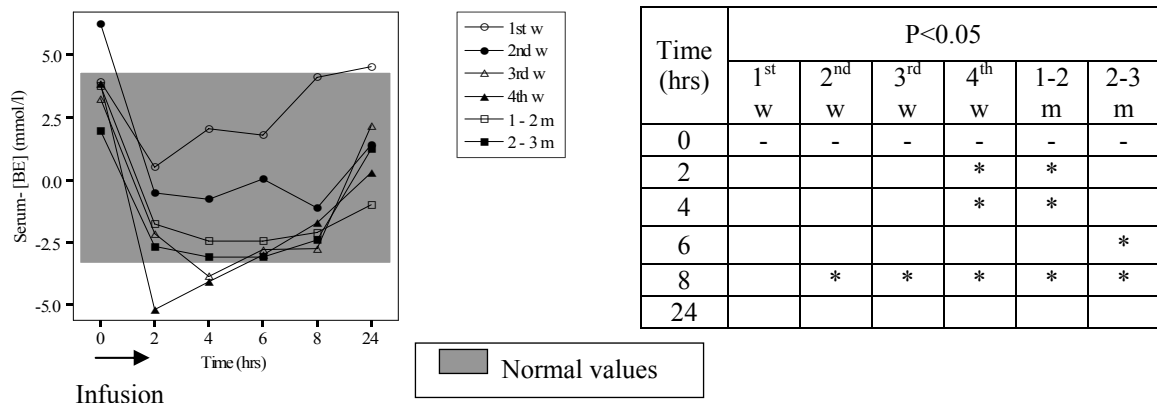 Serum- [BE] (mmol/l)
5.0
2.5
0.0
-2.5
-5.0
0 2 4 6 8 24
Time (hrs)
Infusion
1st w
2nd w
3rd w
4th w
1 - 2 m
2 - 3 m
Normal values
Time (hrs) P<0.05
1st w 2nd w 3rd w 4th w 1-2 m 2-3 m
0 - - - - - -
2 * *
4 * *
6 *
8 * * * * *
24